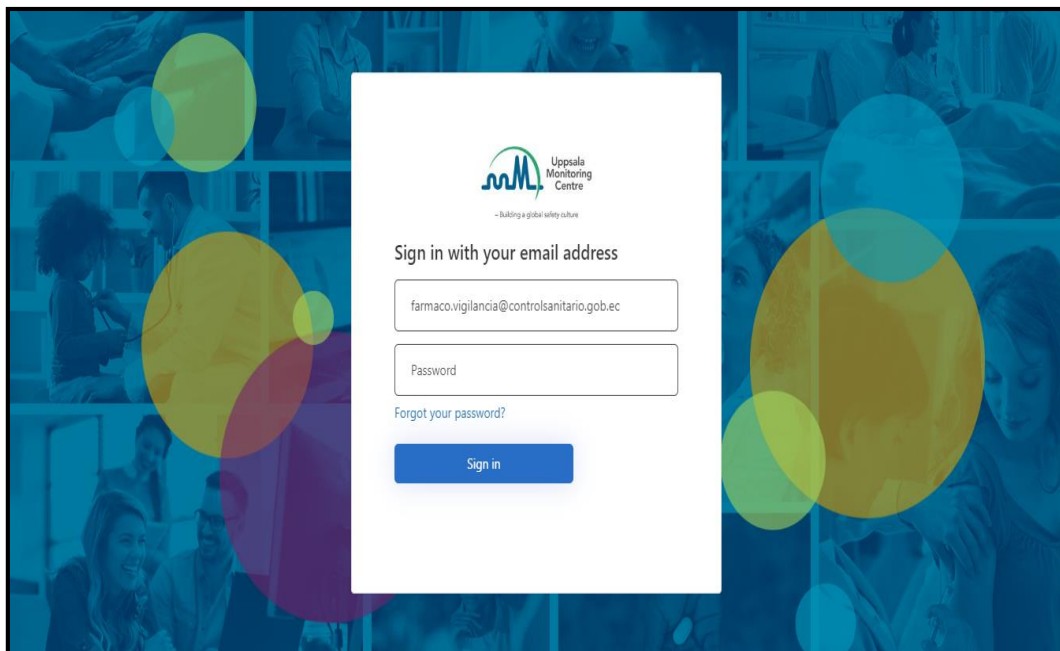 Uppsala
Monitoring
Centre
– Building a global safety culture
Sign in with your email address
farmaco.vigilancia@controlsanitario.gob.ec
Password
Forgot your password?
Sign in